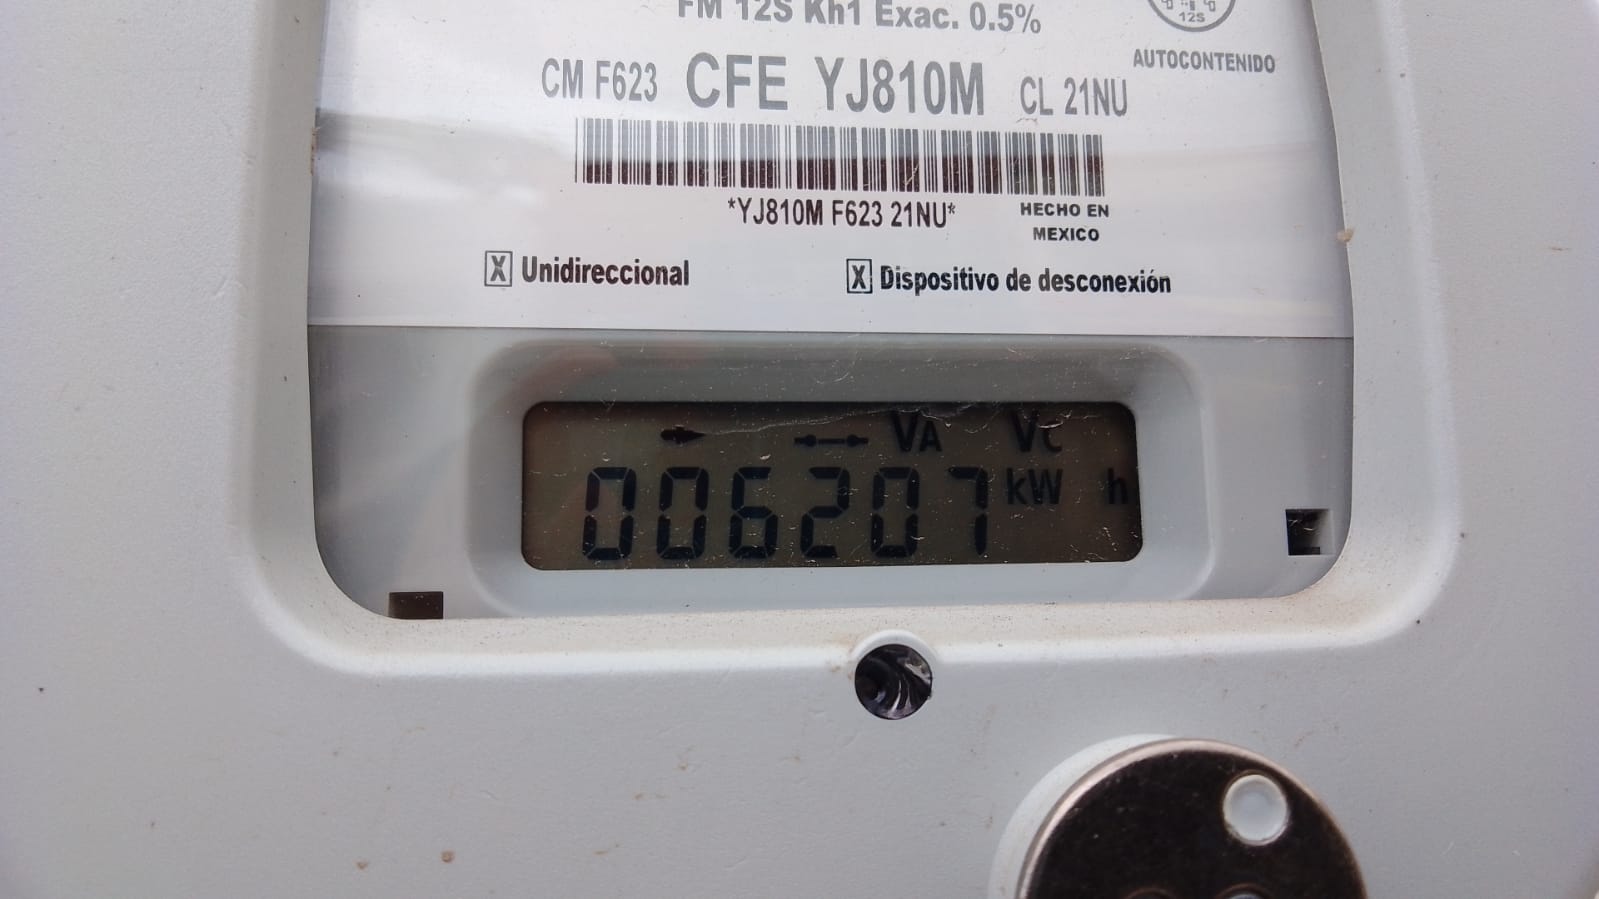 FM 12S Kh1 Exac. 0.5%
12S
AUTOCONTENIDO
CM F623 CFE YJ810M CL 21NU
*YJ810M F623 21NU*
HECHO EN
MEXICO
X Unidireccional
X Dispositivo de desconexión
VA VC
006207 kW h